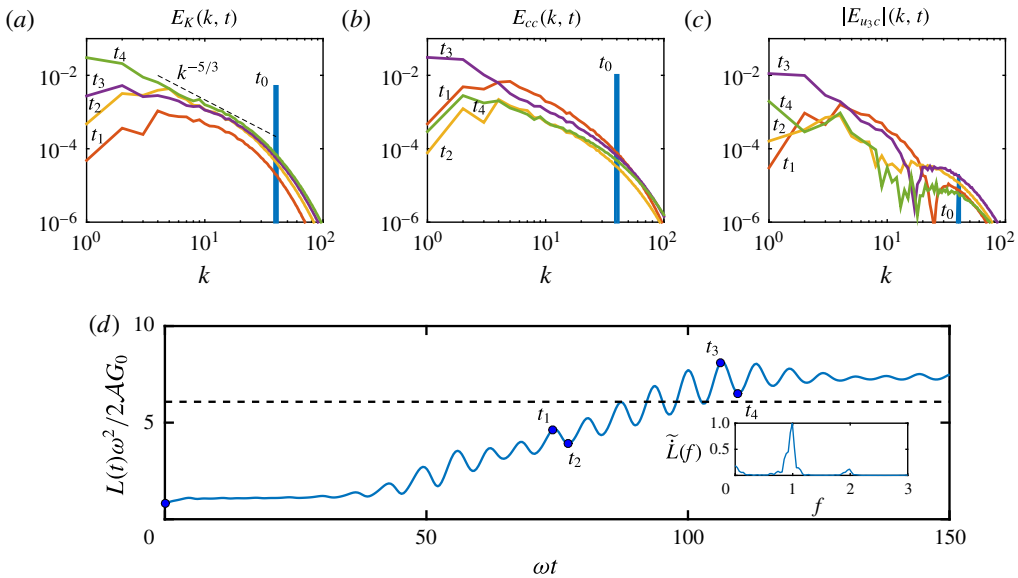 (a) E_K(k, t)
(b) E_cc(k, t)
(c) |E_{u_3c}|(k, t)
10^{-2}
10^{-4}
10^{-6}
t_4
t_3
t_2
t_1
k^{-5/3}
t_0
10^0 10^1 10^2
k
10^{-2}
10^{-4}
10^{-6}
t_3
t_1
t_4
t_2
t_0
10^0 10^1 10^2
k
10^{-2}
10^{-4}
10^{-6}
t_3
t_4
t_2
t_1
t_0
10^0 10^1 10^2
k
(d)
L(t)ω^2/2𝒜G_0
10
5
0
t_1
t_2
t_3
t_4
50 100 150
ωt
\tilde{\dot{L}}(f)
1.0
0.5
0 1 2 3
f